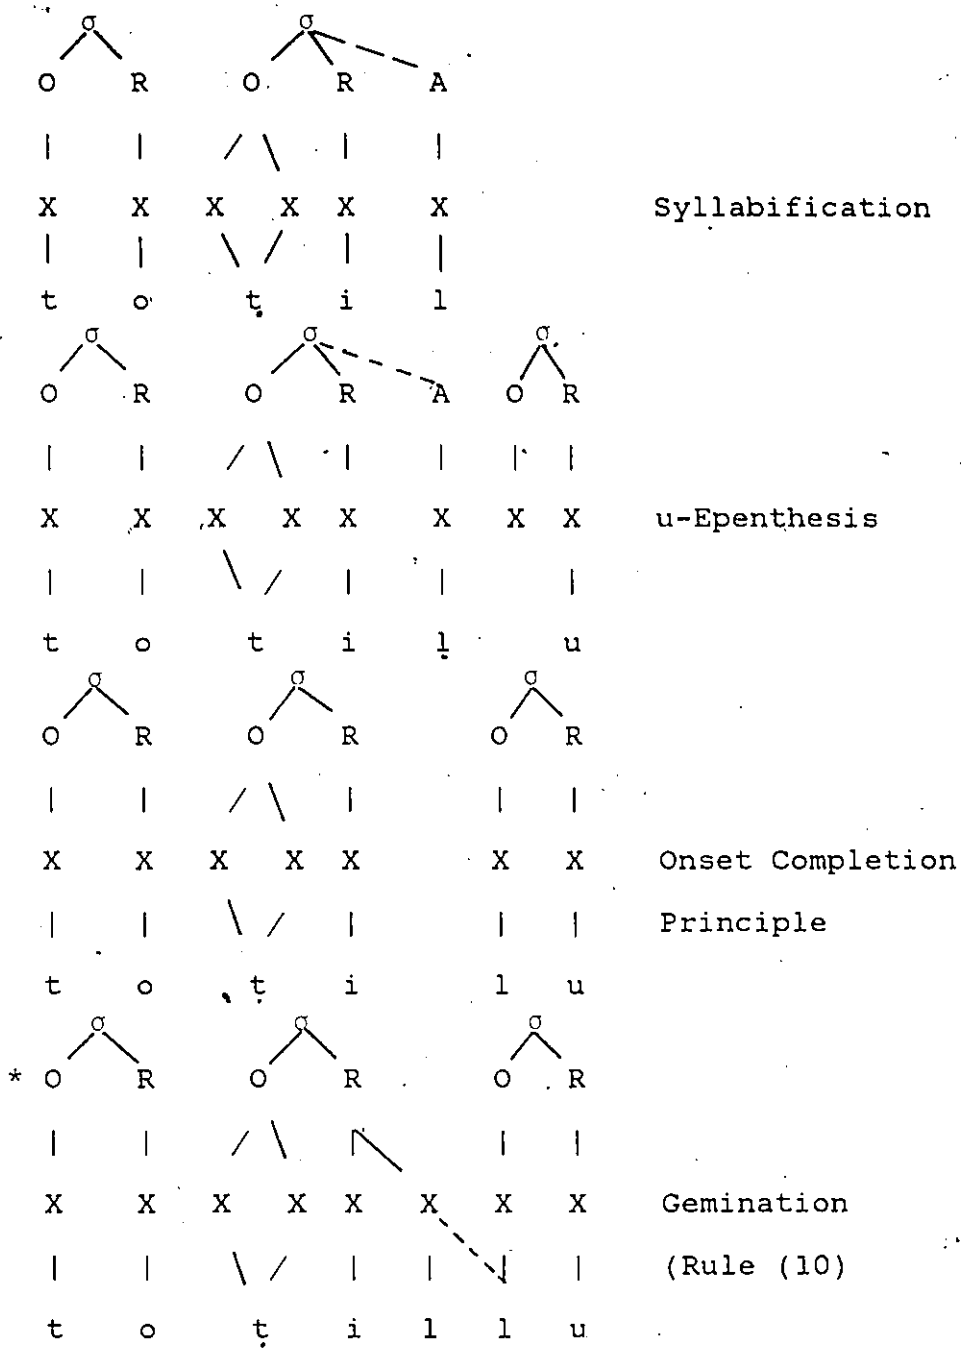 σ σ
O R O R A
X X X X X X Syllabification
t o ṭ i l
σ σ σ
O R O R A O R
X X X X X X X X u-Epenthesis
t o t i ḷ u
σ σ σ
O R O R O R
X X X X X X X Onset Completion
Principle
t o ṭ i l u
σ σ σ
* O R O R O R
X X X X X X X X Gemination
(Rule (10)
t o ṭ i l l u